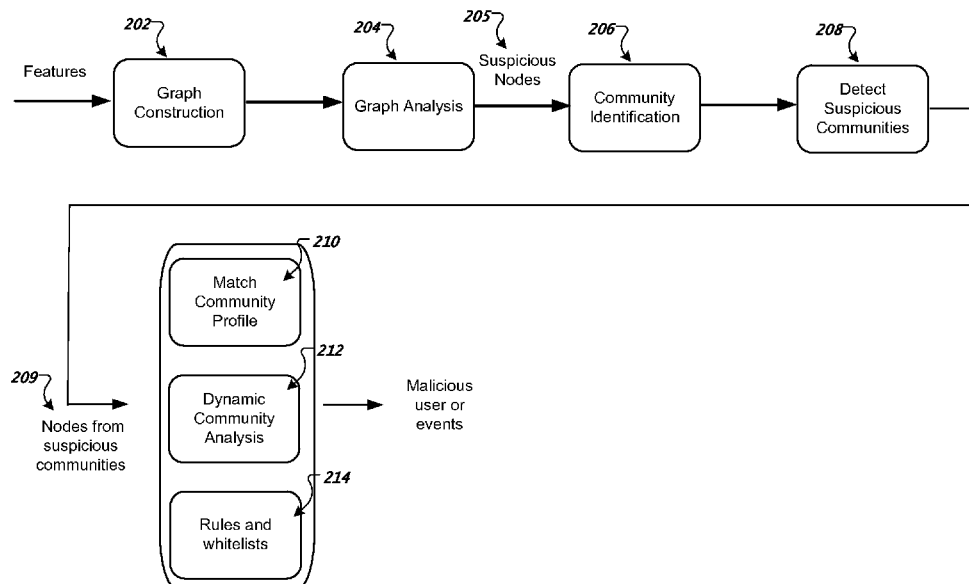 202
204
205
206
208
Features
Graph
Construction
Graph Analysis
Suspicious
Nodes
Community
Identification
Detect
Suspicious
Communities
210
Match
Community
Profile
212
209
Dynamic
Community
Analysis
Malicious
user or
events
Nodes from
suspicious
communities
214
Rules and
whitelists